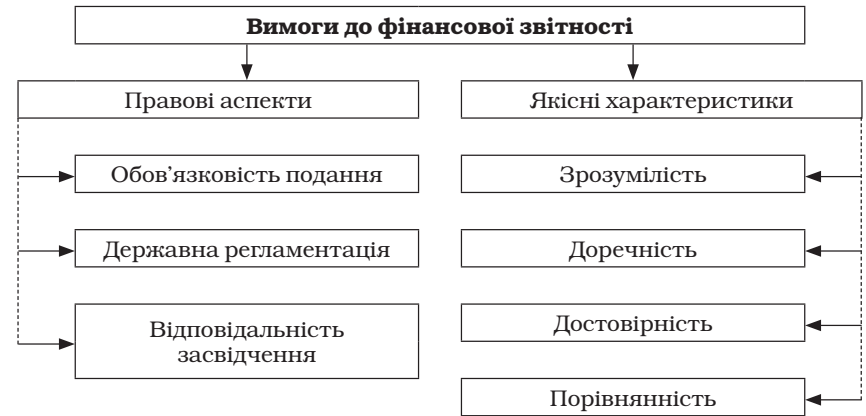 Вимоги до фінансової звітності
Правові аспекти
Обов'язковість подання
Державна регламентація
Відповідальність
засвідчення
Якісні характеристики
Зрозумілість
Доречність
Достовірність
Порівнянність